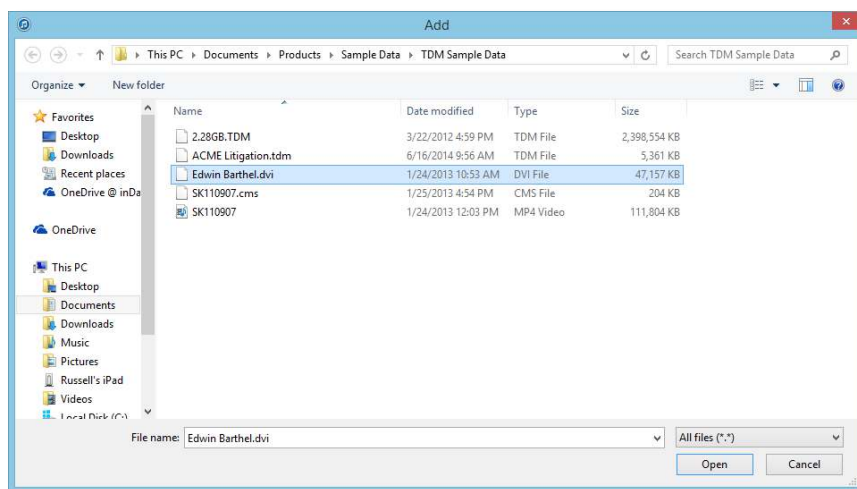 Add
This PC Documents Products Sample Data TDM Sample Data Search TDM Sample Data
Organize New folder
Favorites
Desktop
Downloads
Recent places
OneDrive @ inDa
OneDrive
This PC
Desktop
Documents
Downloads
Music
Pictures
Russell's iPad
Videos
Local Disk (C:)
Name Date modified Type Size
2.28GB.TDM 3/22/2012 4:59 PM TDM File 2,398,554 KB
ACME Litigation.tdm 6/16/2014 9:56 AM TDM File 5,361 KB
Edwin Barthel.dvi 1/24/2013 10:53 AM DVI File 47,157 KB
SK110907.cms 1/25/2013 4:54 PM CMS File 204 KB
SK110907 1/24/2013 12:03 PM MP4 Video 111,804 KB
File name: Edwin Barthel.dvi All files (*.*)
Open Cancel